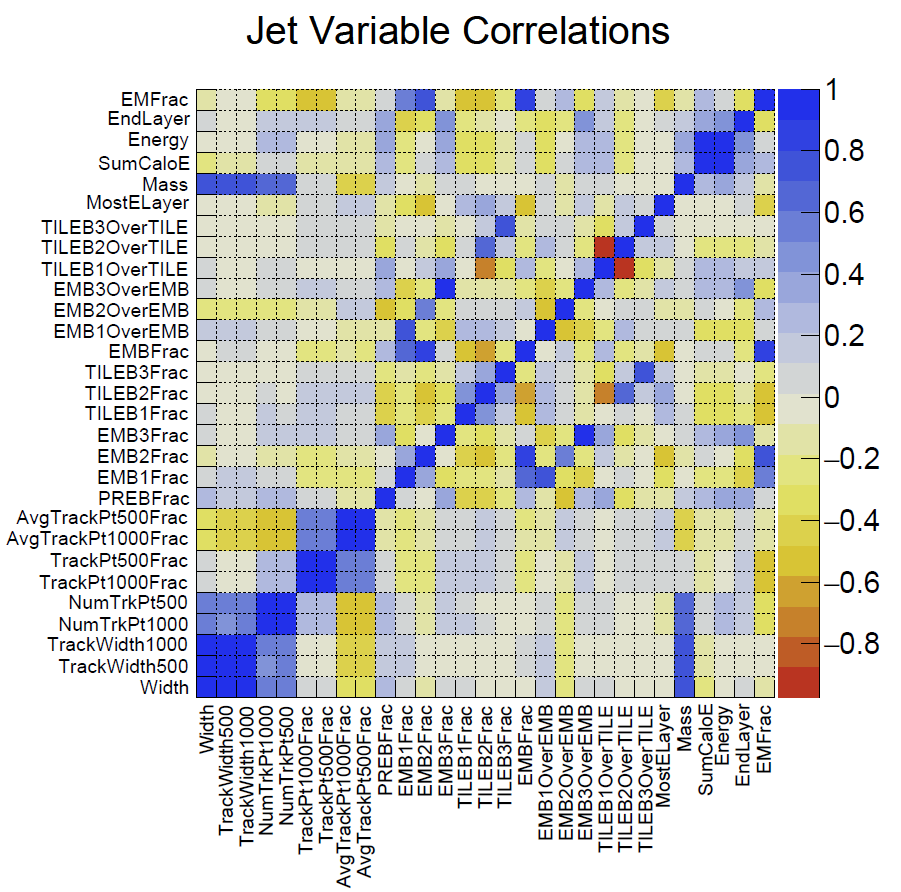 Jet Variable Correlations
EMFrac
EndLayer
Energy
SumCaloE
Mass
MostELayer
TILEB3OverTILE
TILEB2OverTILE
TILEB1OverTILE
EMB3OverEMB
EMB2OverEMB
EMB1OverEMB
EMBFrac
TILEB3Frac
TILEB2Frac
TILEB1Frac
EMB3Frac
EMB2Frac
EMB1Frac
PREBFrac
AvgTrackPt500Frac
AvgTrackPt1000Frac
TrackPt500Frac
TrackPt1000Frac
NumTrkPt500
NumTrkPt1000
TrackWidth1000
TrackWidth500
Width
Width
TrackWidth500
TrackWidth1000
NumTrkPt1000
NumTrkPt500
TrackPt1000Frac
TrackPt500Frac
AvgTrackPt1000Frac
AvgTrackPt500Frac
PREBFrac
EMB1Frac
EMB2Frac
EMB3Frac
TILEB1Frac
TILEB2Frac
TILEB3Frac
EMBFrac
EMB1OverEMB
EMB2OverEMB
EMB3OverEMB
TILEB1OverTILE
TILEB2OverTILE
TILEB3OverTILE
MostELayer
Mass
SumCaloE
Energy
EndLayer
EMFrac
1
0.8
0.6
0.4
0.2
0
−0.2
−0.4
−0.6
−0.8